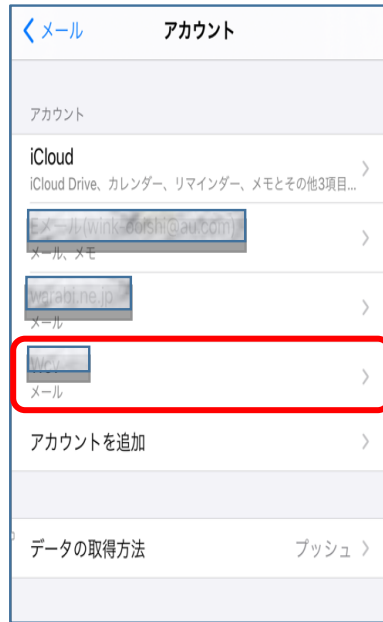 メール
アカウント
アカウント
iCloud
iCloud Drive、カレンダー、リマインダー、メモとその他3項目...
メール、メモ
メール
メール
アカウントを追加
データの取得方法
プッシュ